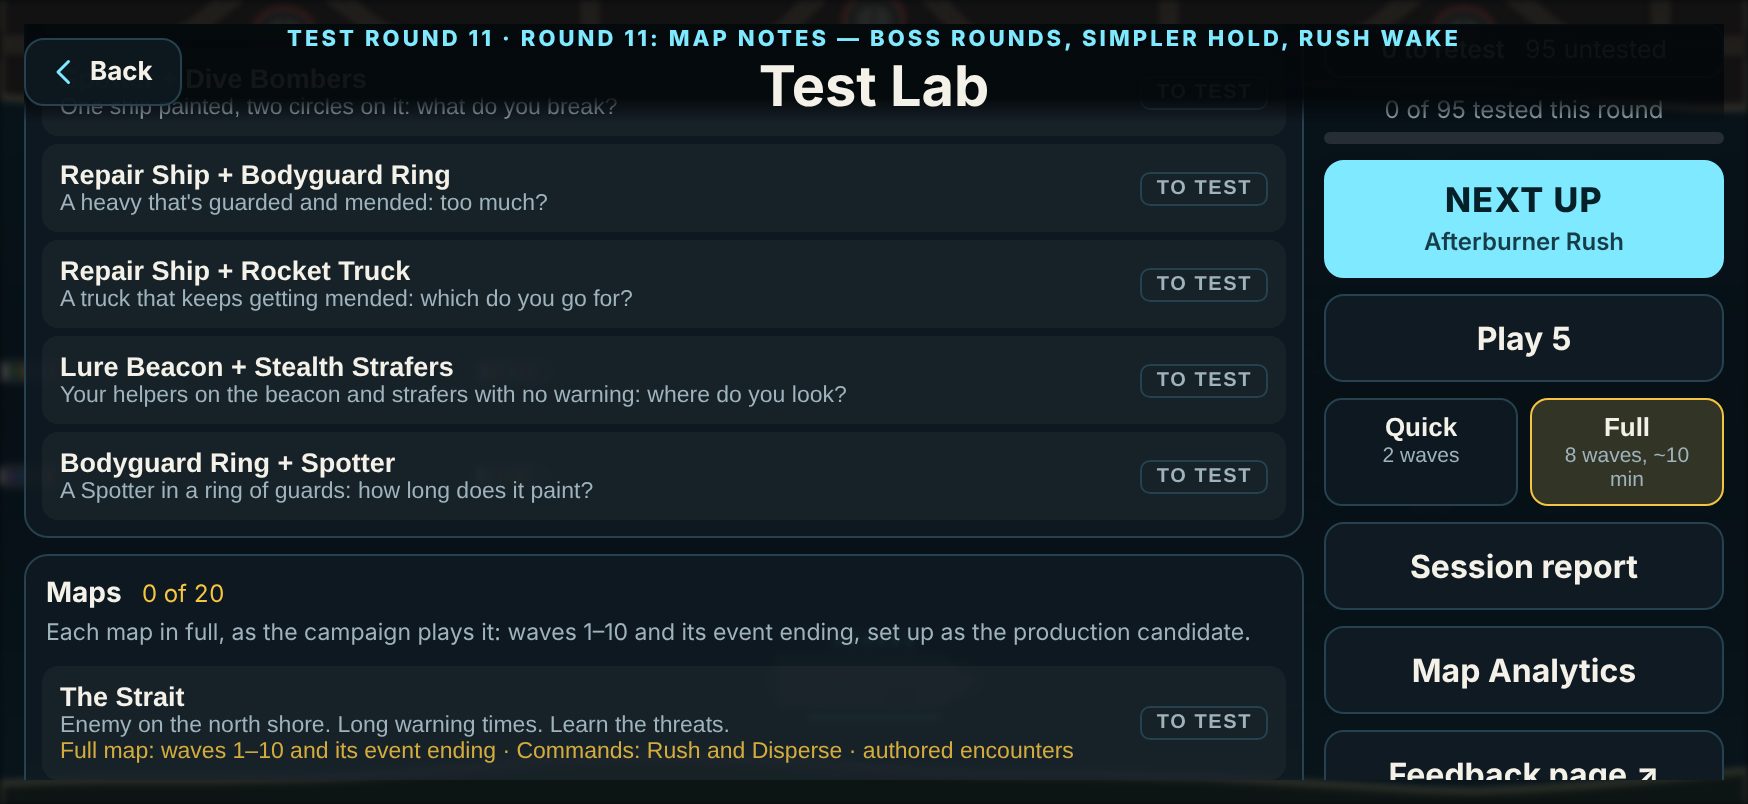 TEST ROUND 11 · ROUND 11: MAP NOTES — BOSS ROUNDS, SIMPLER HOLD, RUSH WAKE
Back
Test Lab
+ Dive Bombers
One ship painted, two circles on it: what do you break?
TO TEST
Repair Ship + Bodyguard Ring
A heavy that's guarded and mended: too much?
TO TEST
Repair Ship + Rocket Truck
A truck that keeps getting mended: which do you go for?
TO TEST
Lure Beacon + Stealth Strafers
Your helpers on the beacon and strafers with no warning: where do you look?
TO TEST
Bodyguard Ring + Spotter
A Spotter in a ring of guards: how long does it paint?
TO TEST
Maps 0 of 20
Each map in full, as the campaign plays it: waves 1–10 and its event ending, set up as the production candidate.
The Strait
Enemy on the north shore. Long warning times. Learn the threats.
Full map: waves 1–10 and its event ending · Commands: Rush and Disperse · authored encounters
TO TEST
0 to retest 95 untested
0 of 95 tested this round
NEXT UP
Afterburner Rush
Play 5
Quick
2 waves
Full
8 waves, ~10
min
Session report
Map Analytics
Feedback page ↗